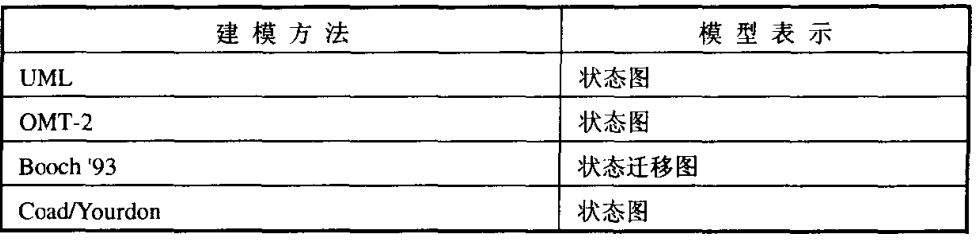 建模方法 模型表示
UML 状态图
OMT-2 状态图
Booch '93 状态迁移图
Coad/Yourdon 状态图